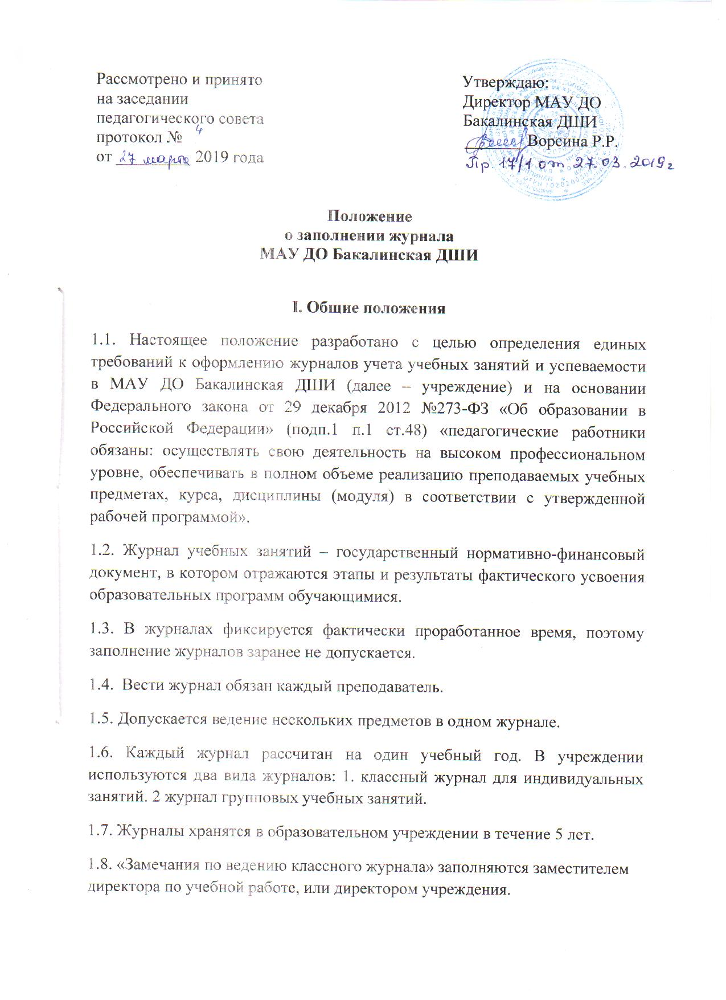 Рассмотрено и принято
на заседании
педагогического совета
протокол № 4
от 27 марта 2019 года
Утверждаю:
Директор МАУ ДО
Бакалинская ДШИ
Ворсина Р.Р.
Пр. 17/1 от 27.03.2019г
Положение
о заполнении журнала
МАУ ДО Бакалинская ДШИ
I. Общие положения
1.1. Настоящее положение разработано с целью определения единых
требований к оформлению журналов учета учебных занятий и успеваемости
в МАУ ДО Бакалинская ДШИ (далее – учреждение) и на основании
Федерального закона от 29 декабря 2012 №273-ФЗ «Об образовании в
Российской Федерации» (подп.1 п.1 ст.48) «педагогические работники
обязаны: осуществлять свою деятельность на высоком профессиональном
уровне, обеспечивать в полном объеме реализацию преподаваемых учебных
предметах, курса, дисциплины (модуля) в соответствии с утвержденной
рабочей программой».
1.2. Журнал учебных занятий – государственный нормативно-финансовый
документ, в котором отражаются этапы и результаты фактического усвоения
образовательных программ обучающимися.
1.3. В журналах фиксируется фактически проработанное время, поэтому
заполнение журналов заранее не допускается.
1.4. Вести журнал обязан каждый преподаватель.
1.5. Допускается ведение нескольких предметов в одном журнале.
1.6. Каждый журнал рассчитан на один учебный год. В учреждении
используются два вида журналов: 1. классный журнал для индивидуальных
занятий. 2 журнал групповых учебных занятий.
1.7. Журналы хранятся в образовательном учреждении в течение 5 лет.
1.8. «Замечания по ведению классного журнала» заполняются заместителем
директора по учебной работе, или директором учреждения.